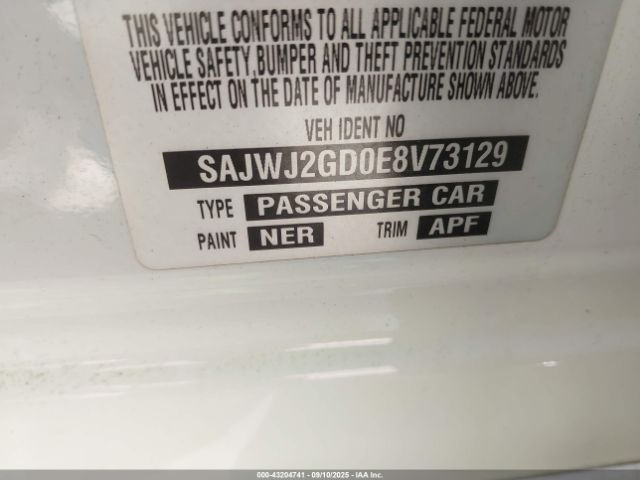 THIS VEHICLE CONFORMS TO ALL APPLICABLE FEDERAL MOTOR
VEHICLE SAFETY,BUMPER AND THEFT PREVENTION STANDARDS
IN EFFECT ON THE DATE OF MANUFACTURE SHOWN ABOVE.
VEH IDENT NO
SAJWJ2GD0E8V73129
TYPE PASSENGER CAR
PAINT NER TRIM APF
000-43204741 - 09/10/2025 - IAA Inc.